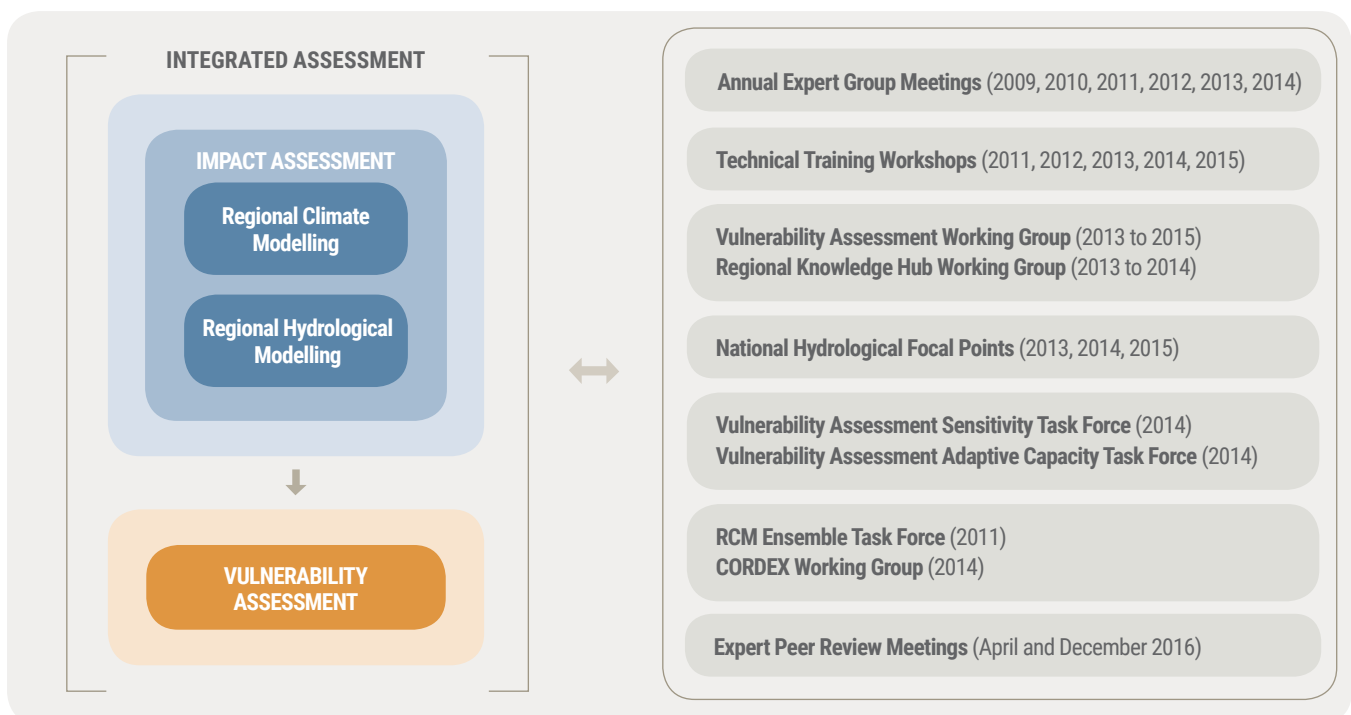 INTEGRATED ASSESSMENT
IMPACT ASSESSMENT
Regional Climate
Modelling
Regional Hydrological
Modelling
VULNERABILITY
ASSESSMENT
Annual Expert Group Meetings (2009, 2010, 2011, 2012, 2013, 2014)
Technical Training Workshops (2011, 2012, 2013, 2014, 2015)
Vulnerability Assessment Working Group (2013 to 2015)
Regional Knowledge Hub Working Group (2013 to 2014)
National Hydrological Focal Points (2013, 2014, 2015)
Vulnerability Assessment Sensitivity Task Force (2014)
Vulnerability Assessment Adaptive Capacity Task Force (2014)
RCM Ensemble Task Force (2011)
CORDEX Working Group (2014)
Expert Peer Review Meetings (April and December 2016)